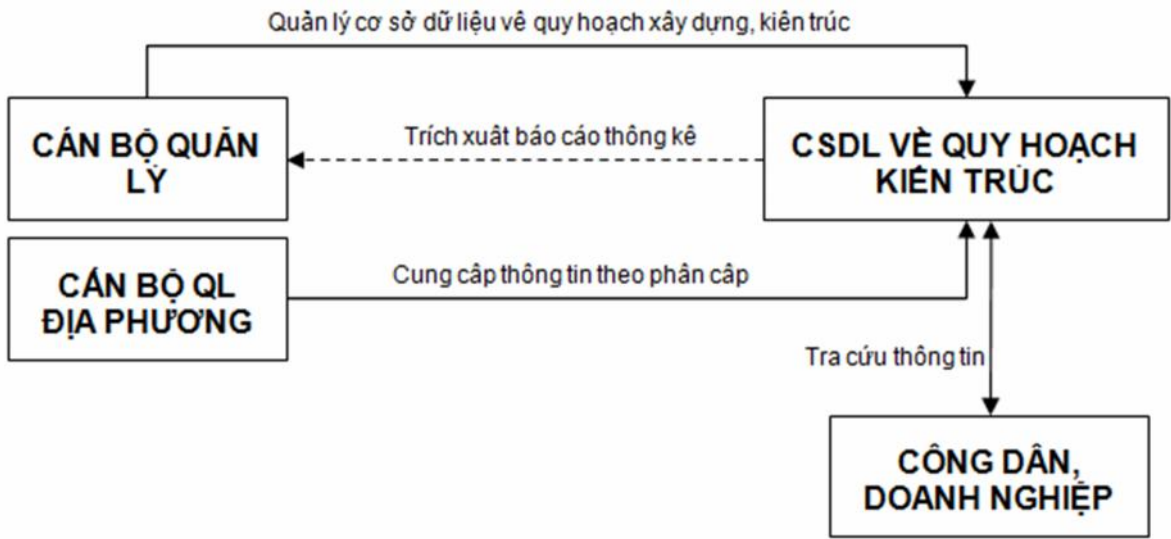 Quản lý cơ sở dữ liệu về quy hoạch xây dựng, kiến trúc
CÁN BỘ QUẢN
LÝ
Trích xuất báo cáo thống kê
CSDL VỀ QUY HOẠCH
KIẾN TRÚC
CÁN BỘ QL
ĐỊA PHƯƠNG
Cung cấp thông tin theo phân cấp
Tra cứu thông tin
CÔNG DÂN,
DOANH NGHIỆP